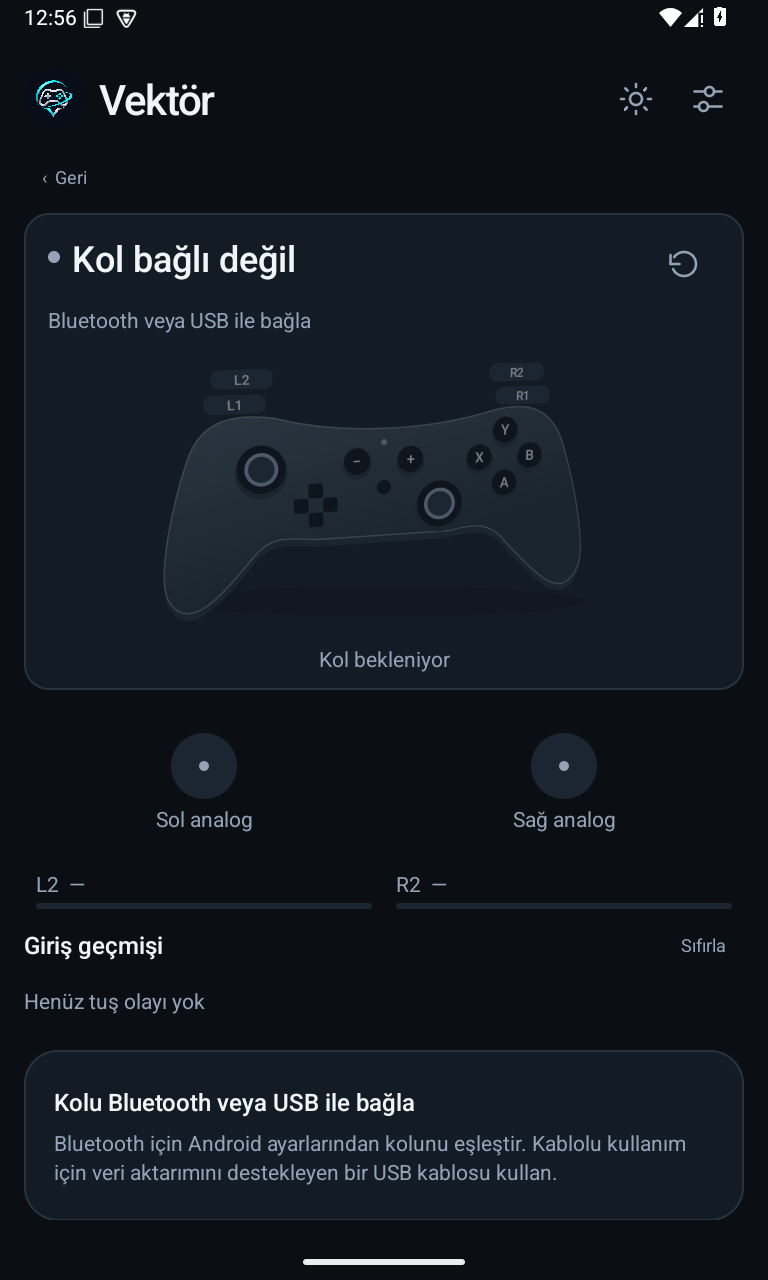 12:56
Vektör
‹ Geri
Kol bağlı değil
Bluetooth veya USB ile bağla
L2
R2
L1
R1
Y
− + X B
A
Kol bekleniyor
Sol analog
Sağ analog
L2 —
R2 —
Giriş geçmişi
Sıfırla
Henüz tuş olayı yok
Kolu Bluetooth veya USB ile bağla
Bluetooth için Android ayarlarından kolunu eşleştir. Kablolu kullanım
için veri aktarımını destekleyen bir USB kablosu kullan.